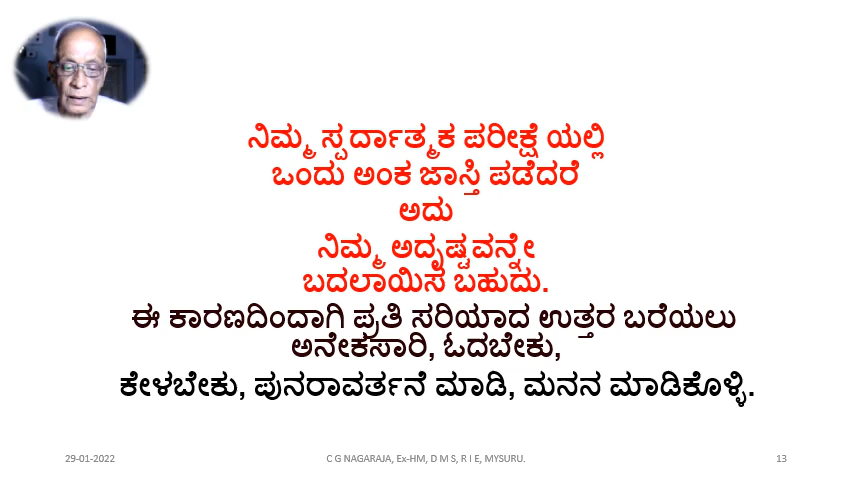 ನಿಮ್ಮ ಸ್ಪರ್ದಾತ್ಮಕ ಪರೀಕ್ಷೆ ಯಲ್ಲಿ
ಒಂದು ಅಂಕ ಜಾಸ್ತಿ ಪಡೆದರೆ
ಅದು
ನಿಮ್ಮ ಅದೃಷ್ಟವನ್ನೇ
ಬದಲಾಯಿಸ ಬಹುದು.
ಈ ಕಾರಣದಿಂದಾಗಿ ಪ್ರತಿ ಸರಿಯಾದ ಉತ್ತರ ಬರೆಯಲು
ಅನೇಕಸಾರಿ, ಓದಬೇಕು,
ಕೇಳಬೇಕು, ಪುನರಾವರ್ತನೆ ಮಾಡಿ, ಮನನ ಮಾಡಿಕೊಳ್ಳಿ.
29-01-2022 C G NAGARAJA, Ex-HM, D M S, R I E, MYSURU. 13